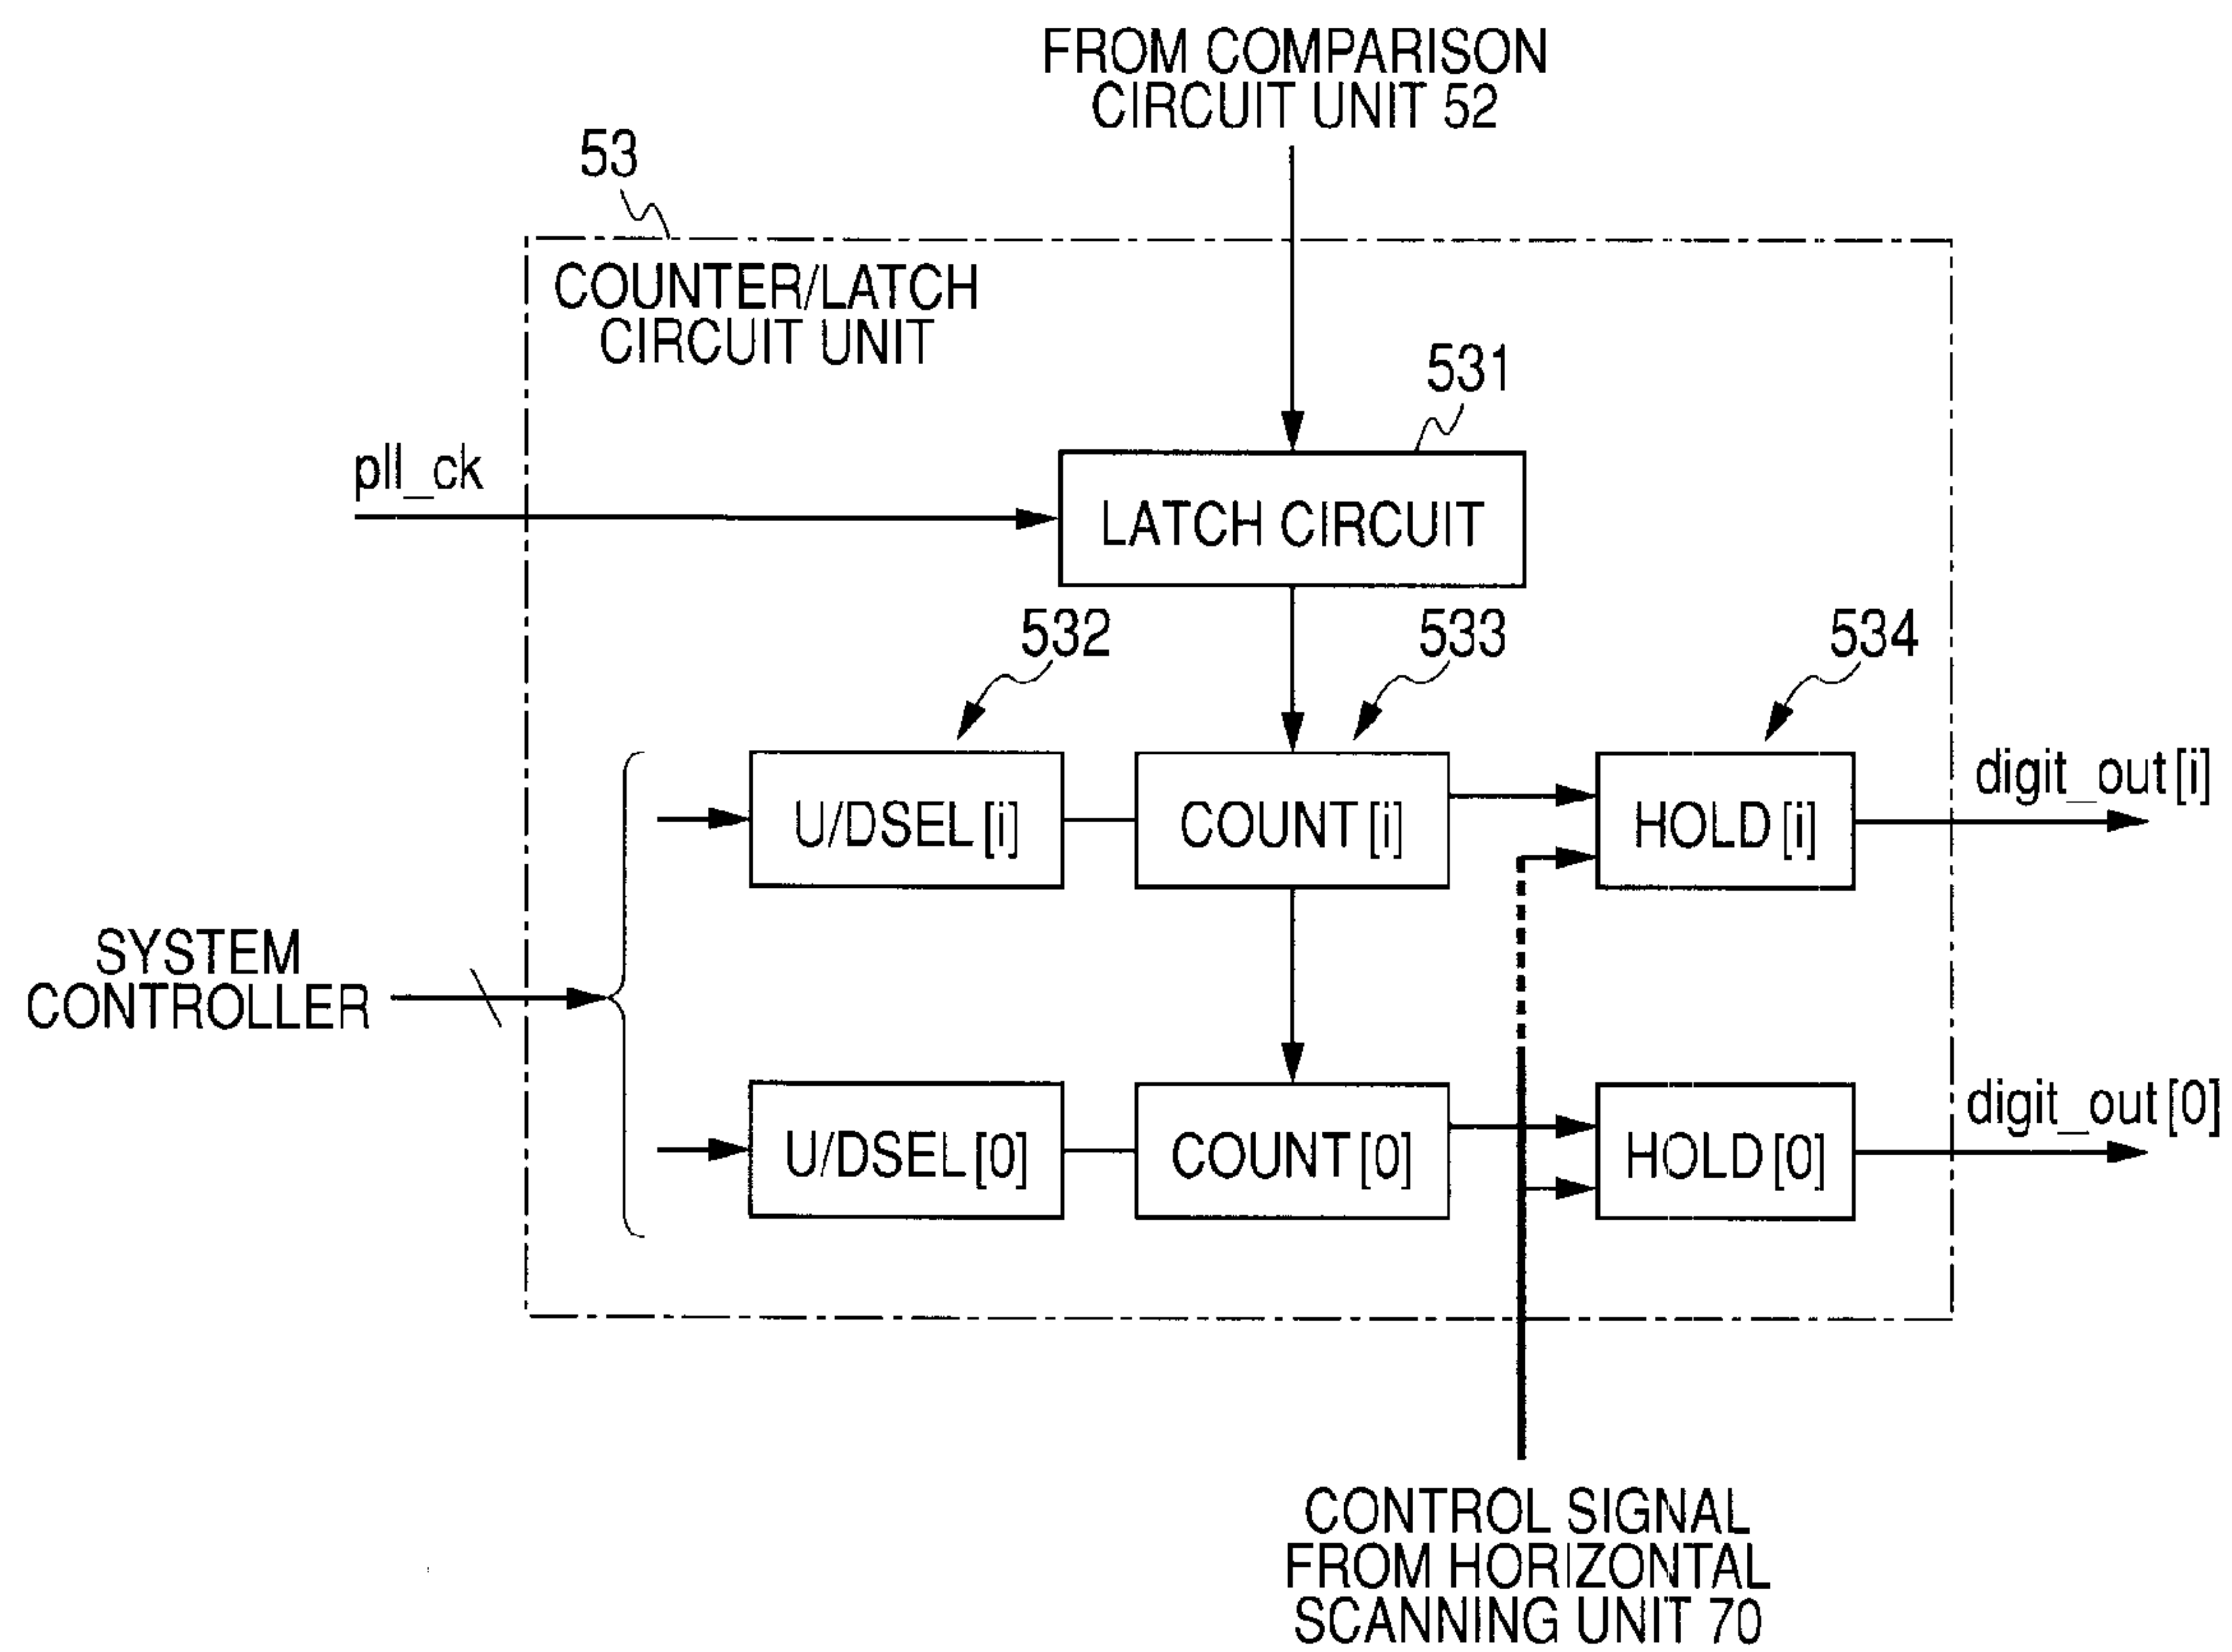 FROM COMPARISON
CIRCUIT UNIT 52
53
COUNTER/LATCH
CIRCUIT UNIT
531
pll_ck
LATCH CIRCUIT
532
533
534
U/DSEL[i]
COUNT[i]
HOLD[i]
digit_out[i]
SYSTEM
CONTROLLER
U/DSEL[0]
COUNT[0]
HOLD[0]
digit_out[0]
CONTROL SIGNAL
FROM HORIZONTAL
SCANNING UNIT 70